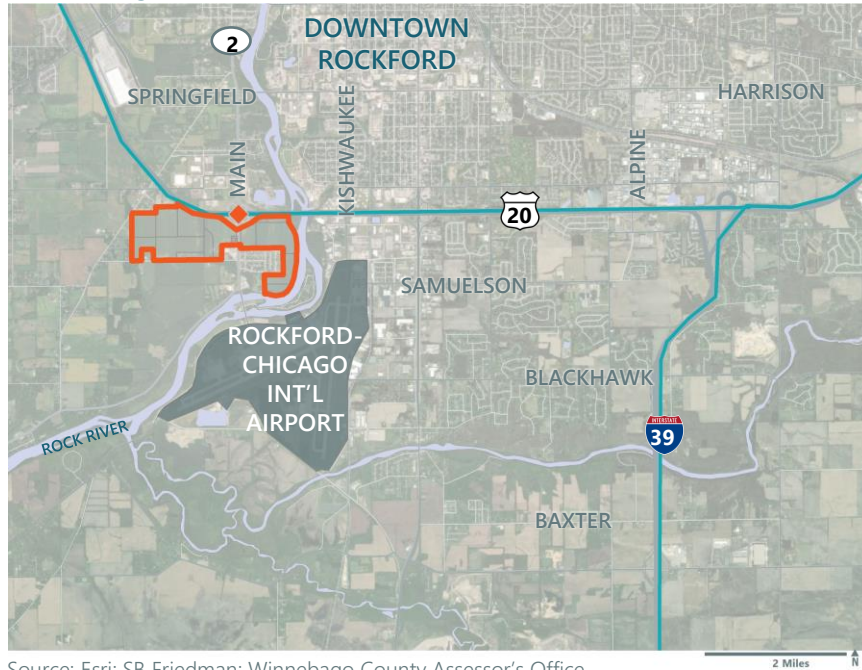 DOWNTOWN
ROCKFORD
2
SPRINGFIELD
HARRISON
MAIN
KISHWAUKEE
ALPINE
20
SAMUELSON
ROCKFORD-
CHICAGO
INT'L
AIRPORT
BLACKHAWK
ROCK RIVER
INTERSTATE
39
BAXTER
Source: Esri; SB Friedman; Winnebago County Assessor's Office
2 Miles